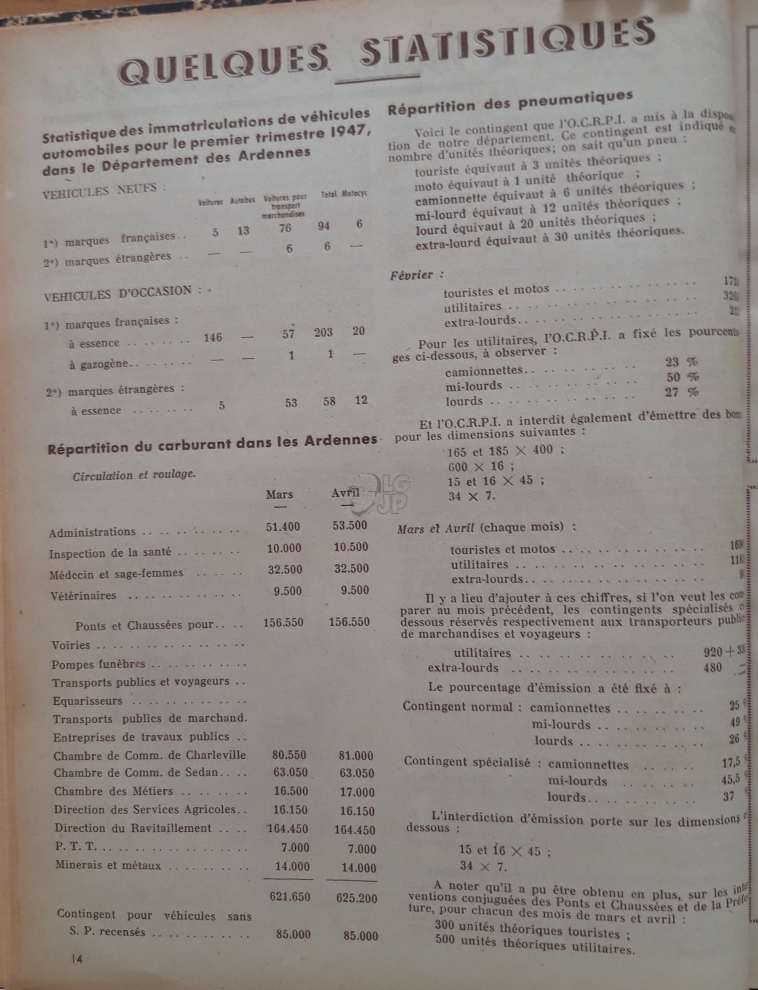 QUELQUES STATISTIQUES
Statistique des immatriculations de véhicules
automobiles pour le premier trimestre 1947,
dans le Département des Ardennes
VEHICULES NEUFS :
Voitures Autobus Voitures pour transport marchandises Total Motocyc
1°) marques françaises.. 5 13 76 94 6
2°) marques étrangères .. — — 6 6 —
VEHICULES D'OCCASION :
1°) marques françaises :
à essence ........ 146 — 57 203 20
à gazogène........ — — 1 1 —
2°) marques étrangères :
à essence ....... 5 53 58 12
Répartition du carburant dans les Ardennes
Circulation et roulage.
Mars Avril
Administrations .......... 51.400 53.500
Inspection de la santé ....... 10.000 10.500
Médecin et sage-femmes ..... 32.500 32.500
Vétérinaires .......... 9.500 9.500
Ponts et Chaussées pour.... 156.550 156.550
Voiries ................
Pompes funèbres ..........
Transports publics et voyageurs ..
Equarisseurs ............
Transports publics de marchand.
Entreprises de travaux publics ..
Chambre de Comm. de Charleville 80.550 81.000
Chambre de Comm. de Sedan.... 63.050 63.050
Chambre des Métiers ....... 16.500 17.000
Direction des Services Agricoles.. 16.150 16.150
Direction du Ravitaillement .... 164.450 164.450
P. T. T. ................ 7.000 7.000
Minerais et métaux ......... 14.000 14.000
621.650 625.200
Contingent pour véhicules sans
S. P. recensés .......... 85.000 85.000
14
Répartition des pneumatiques
Voici le contingent que l'O.C.R.P.I. a mis à la dispo
tion de notre département. Ce contingent est indiqué
nombre d'unités théoriques; on sait qu'un pneu :
touriste équivaut à 3 unités théoriques ;
moto équivaut à 1 unité théorique ;
camionnette équivaut à 6 unités théoriques ;
mi-lourd équivaut à 12 unités théoriques ;
lourd équivaut à 20 unités théoriques ;
extra-lourd équivaut à 30 unités théoriques.
Février :
touristes et motos ................
utilitaires ......................
extra-lourds......................
Pour les utilitaires, l'O.C.R.P.I. a fixé les pourcent
ges ci-dessous, à observer :
camionnettes.............. 23 %
mi-lourds ................ 50 %
lourds .................. 27 %
Et l'O.C.R.P.I. a interdit également d'émettre des bon
pour les dimensions suivantes :
165 et 185 × 400 ;
600 × 16 ;
15 et 16 × 45 ;
34 × 7.
Mars et Avril (chaque mois) :
touristes et motos ................
utilitaires ......................
extra-lourds......................
Il y a lieu d'ajouter à ces chiffres, si l'on veut les com
parer au mois précédent, les contingents spécialisés
dessous réservés respectivement aux transporteurs public
de marchandises et voyageurs :
utilitaires .................. 920 +
extra-lourds ................ 480
Le pourcentage d'émission a été fixé à :
Contingent normal : camionnettes .......... 25
mi-lourds ............ 49
lourds .............. 26
Contingent spécialisé : camionnettes ...... 17,5
mi-lourds ........ 45,5
lourds............ 37
L'interdiction d'émission porte sur les dimensions
dessous :
15 et 16 × 45 ;
34 × 7.
A noter qu'il a pu être obtenu en plus, sur les
ventions conjuguées des Ponts et Chaussées et de la Préfe
ture, pour chacun des mois de mars et avril :
300 unités théoriques touristes ;
500 unités théoriques utilitaires.
LG
JP